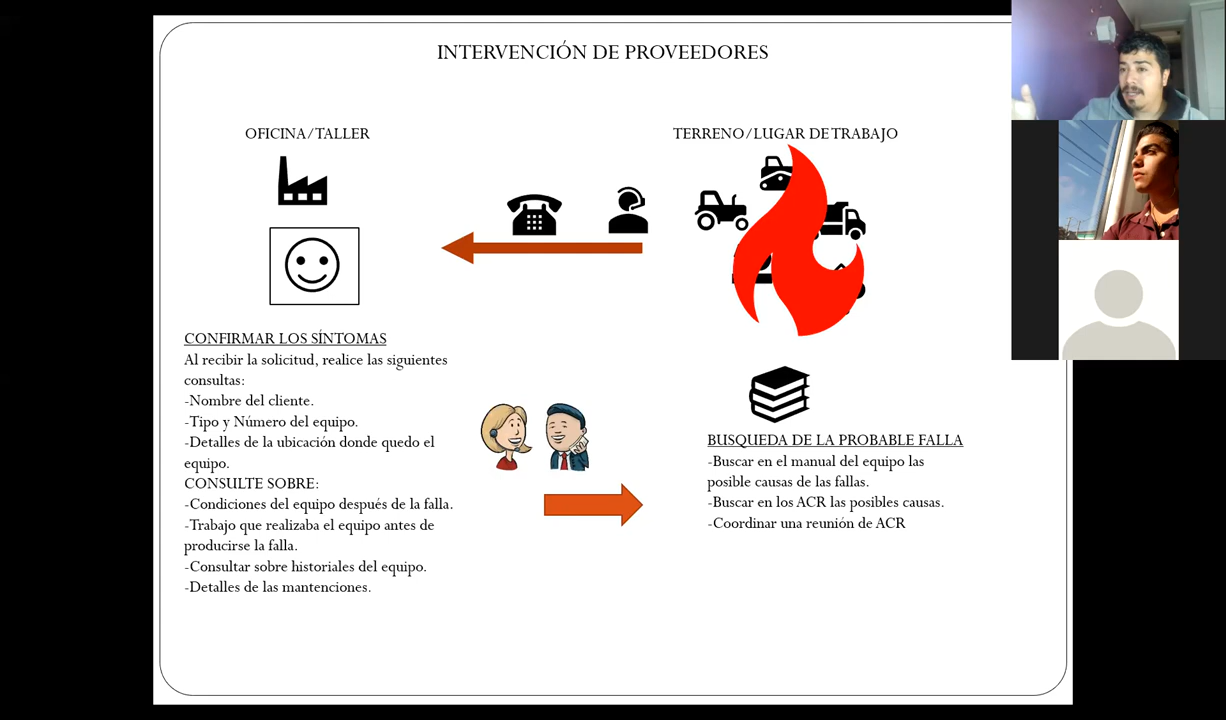 INTERVENCIÓN DE PROVEEDORES
OFICINA/TALLER
TERRENO/LUGAR DE TRABAJO
CONFIRMAR LOS SÍNTOMAS
Al recibir la solicitud, realice las siguientes
consultas:
-Nombre del cliente.
-Tipo y Número del equipo.
-Detalles de la ubicación donde quedo el
equipo.
CONSULTE SOBRE:
-Condiciones del equipo después de la falla.
-Trabajo que realizaba el equipo antes de
producirse la falla.
-Consultar sobre historiales del equipo.
-Detalles de las mantenciones.
BUSQUEDA DE LA PROBABLE FALLA
-Buscar en el manual del equipo las
posible causas de las fallas.
-Buscar en los ACR las posibles causas.
-Coordinar una reunión de ACR